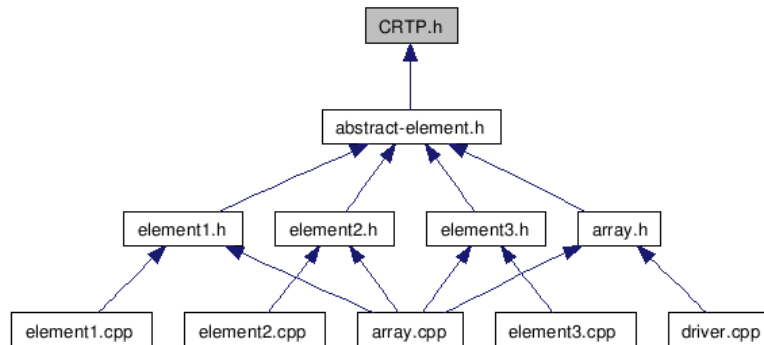 CRTP.h
abstract-element.h
element1.h element2.h element3.h array.h
element1.cpp element2.cpp array.cpp element3.cpp driver.cpp